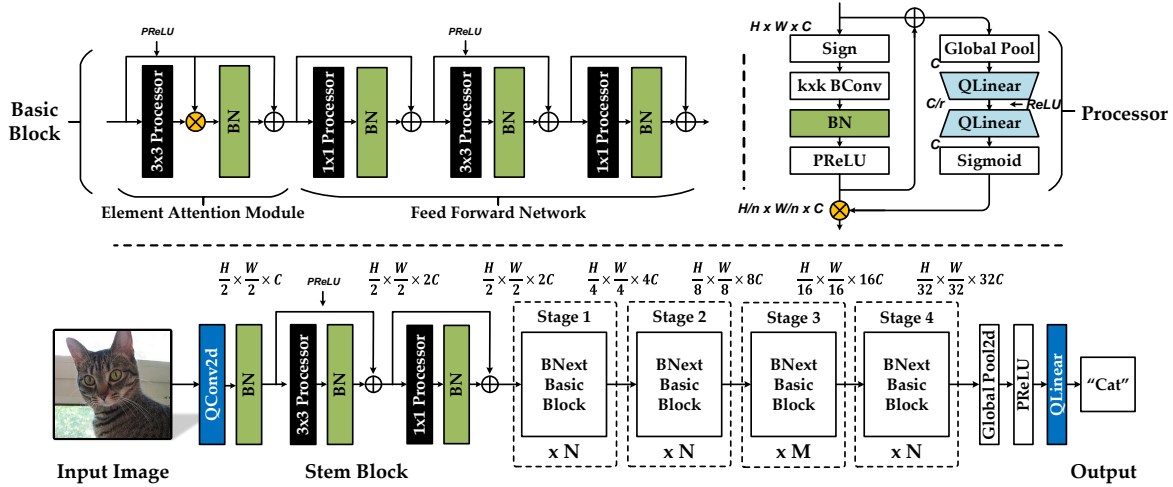 Basic
Block
PReLU
3x3 Processor
BN
1x1 Processor
BN
PReLU
3x3 Processor
BN
1x1 Processor
BN
Element Attention Module
Feed Forward Network
H x W x C
Sign
kxk BConv
BN
PReLU
H/n x W/n x C
Global Pool
C
QLinear
C/r
ReLU
QLinear
C
Sigmoid
Processor
H/2 × W/2 × C
H/2 × W/2 × 2C
H/2 × W/2 × 2C
H/4 × W/4 × 4C
H/8 × W/8 × 8C
H/16 × W/16 × 16C
H/32 × W/32 × 32C
PReLU
QConv2d
BN
3x3 Processor
BN
1x1 Processor
BN
Stage 1
BNext
Basic
Block
x N
Stage 2
BNext
Basic
Block
x N
Stage 3
BNext
Basic
Block
x M
Stage 4
BNext
Basic
Block
x N
Global Pool2d
PReLU
QLinear
“Cat”
Input Image
Stem Block
Output